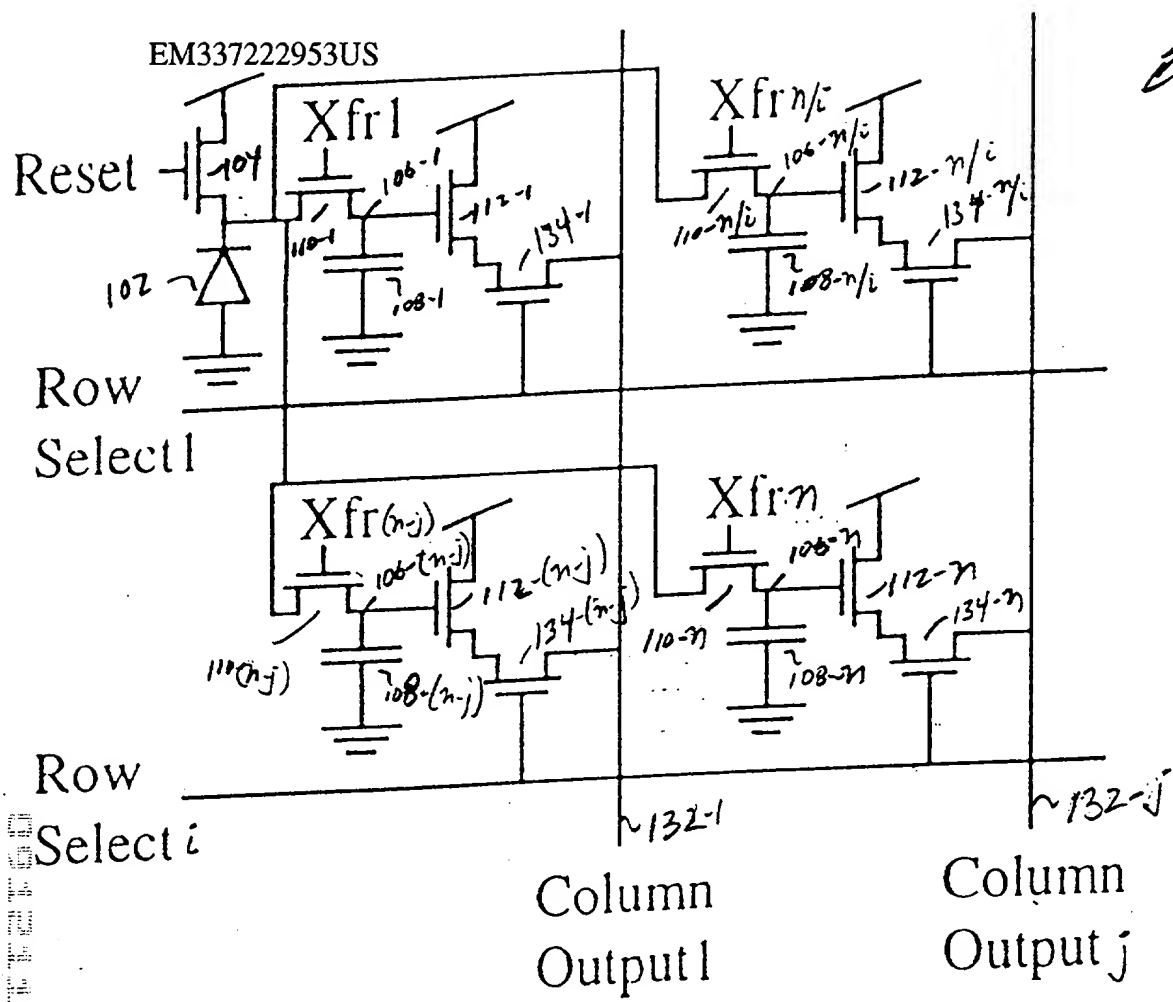 EM337222953US
Xfr1
Xfrn/i
Reset
104
106-1
106-n/i
112-1
112-n/i
110-1
134-1
110-n/i
134-n/i
102
108-1
108-n/i
Row
Select1
Xfr(n-j)
Xfrn
106-(n-j)
106-n
112-(n-j)
112-n
134-(n-j)
134-n
110(n-j)
110-n
108-(n-j)
108-n
Row
Select i
132-1
132-j
Column
Output1
Column
Output j